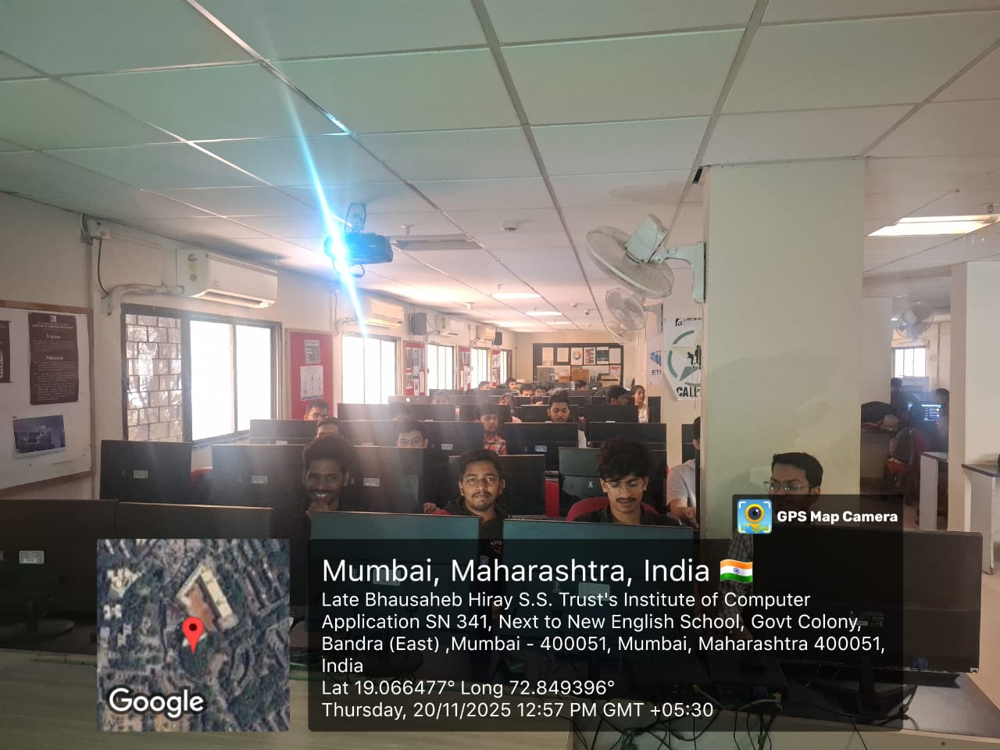 Vision
Mission
CALE
GPS Map Camera
Mumbai, Maharashtra, India
Late Bhausaheb Hiray S.S. Trust's Institute of Computer
Application SN 341, Next to New English School, Govt Colony,
Bandra (East) ,Mumbai - 400051, Mumbai, Maharashtra 400051,
India
Lat 19.066477° Long 72.849396°
Thursday, 20/11/2025 12:57 PM GMT +05:30
Google